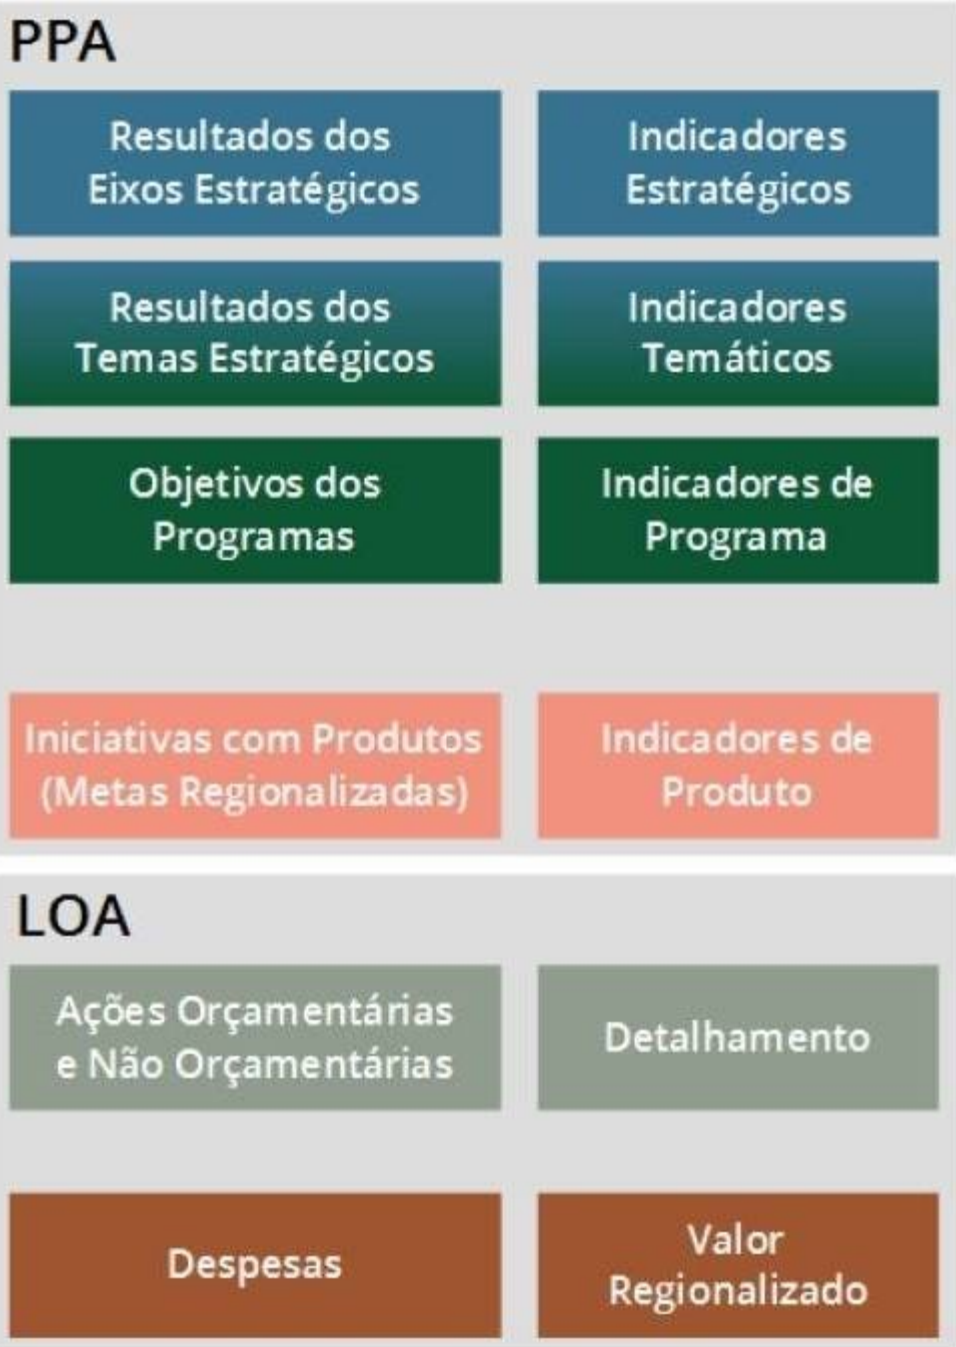 PPA
Resultados dos
Eixos Estratégicos
Indicadores
Estratégicos
Resultados dos
Temas Estratégicos
Indicadores
Temáticos
Objetivos dos
Programas
Indicadores de
Programa
Iniciativas com Produtos
(Metas Regionalizadas)
Indicadores de
Produto
LOA
Ações Orçamentárias
e Não Orçamentárias
Detalhamento
Despesas
Valor
Regionalizado